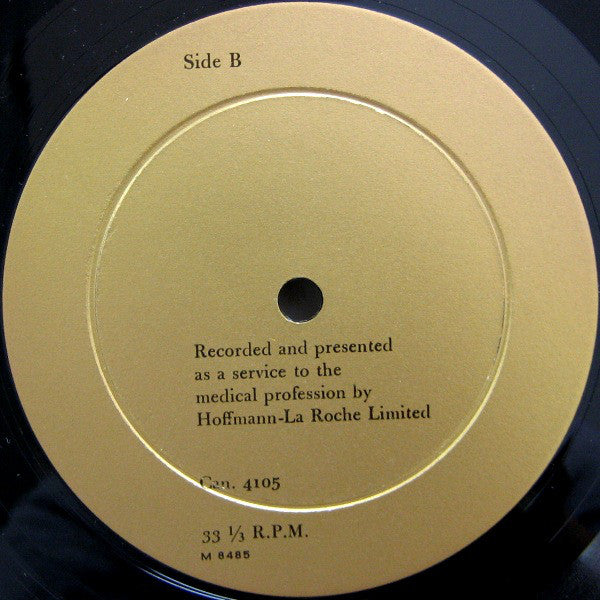 Side B
Recorded and presented
as a service to the
medical profession by
Hoffmann-La Roche Limited
Can. 4105
33 ⅓ R.P.M.
M 8485